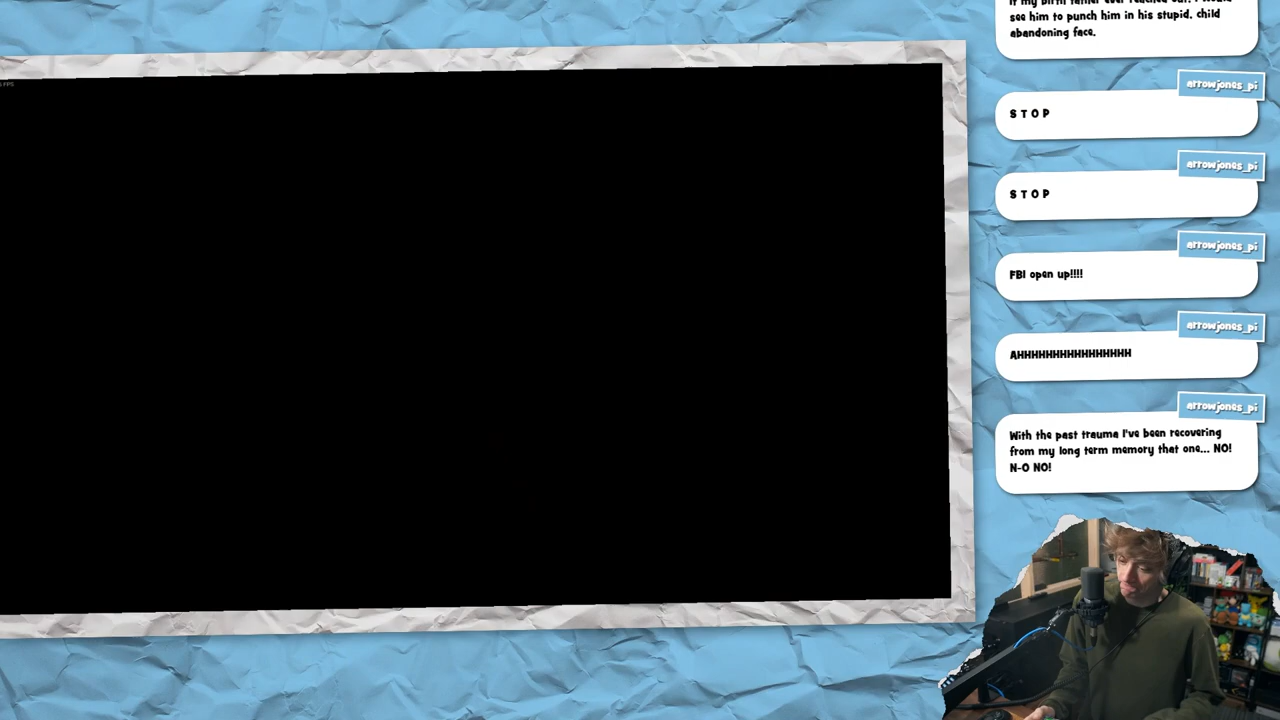 FPS
see him to punch him in his stupid, child
abandoning face.
arrowjones_pi
S T O P
arrowjones_pi
S T O P
arrowjones_pi
FBI open up!!!!
arrowjones_pi
AHHHHHHHHHHHHHHHH
arrowjones_pi
With the past trauma I've been recovering
from my long term memory that one... NO!
N-O NO!